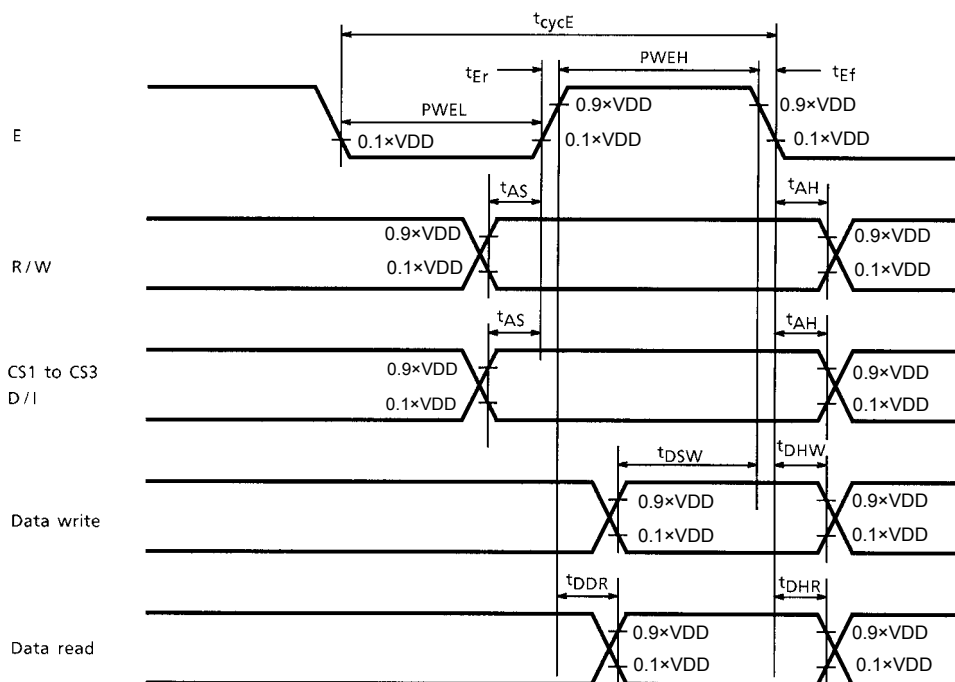 tcycE
tEr PWEH tEf
PWEL 0.9×VDD 0.9×VDD
E 0.1×VDD 0.1×VDD 0.1×VDD
tAS tAH
0.9×VDD 0.9×VDD
R/W 0.1×VDD 0.1×VDD
tAS tAH
CS1 to CS3 0.9×VDD 0.9×VDD
D/I 0.1×VDD 0.1×VDD
tDSW tDHW
0.9×VDD 0.9×VDD
Data write 0.1×VDD 0.1×VDD
tDDR tDHR
0.9×VDD 0.9×VDD
Data read 0.1×VDD 0.1×VDD